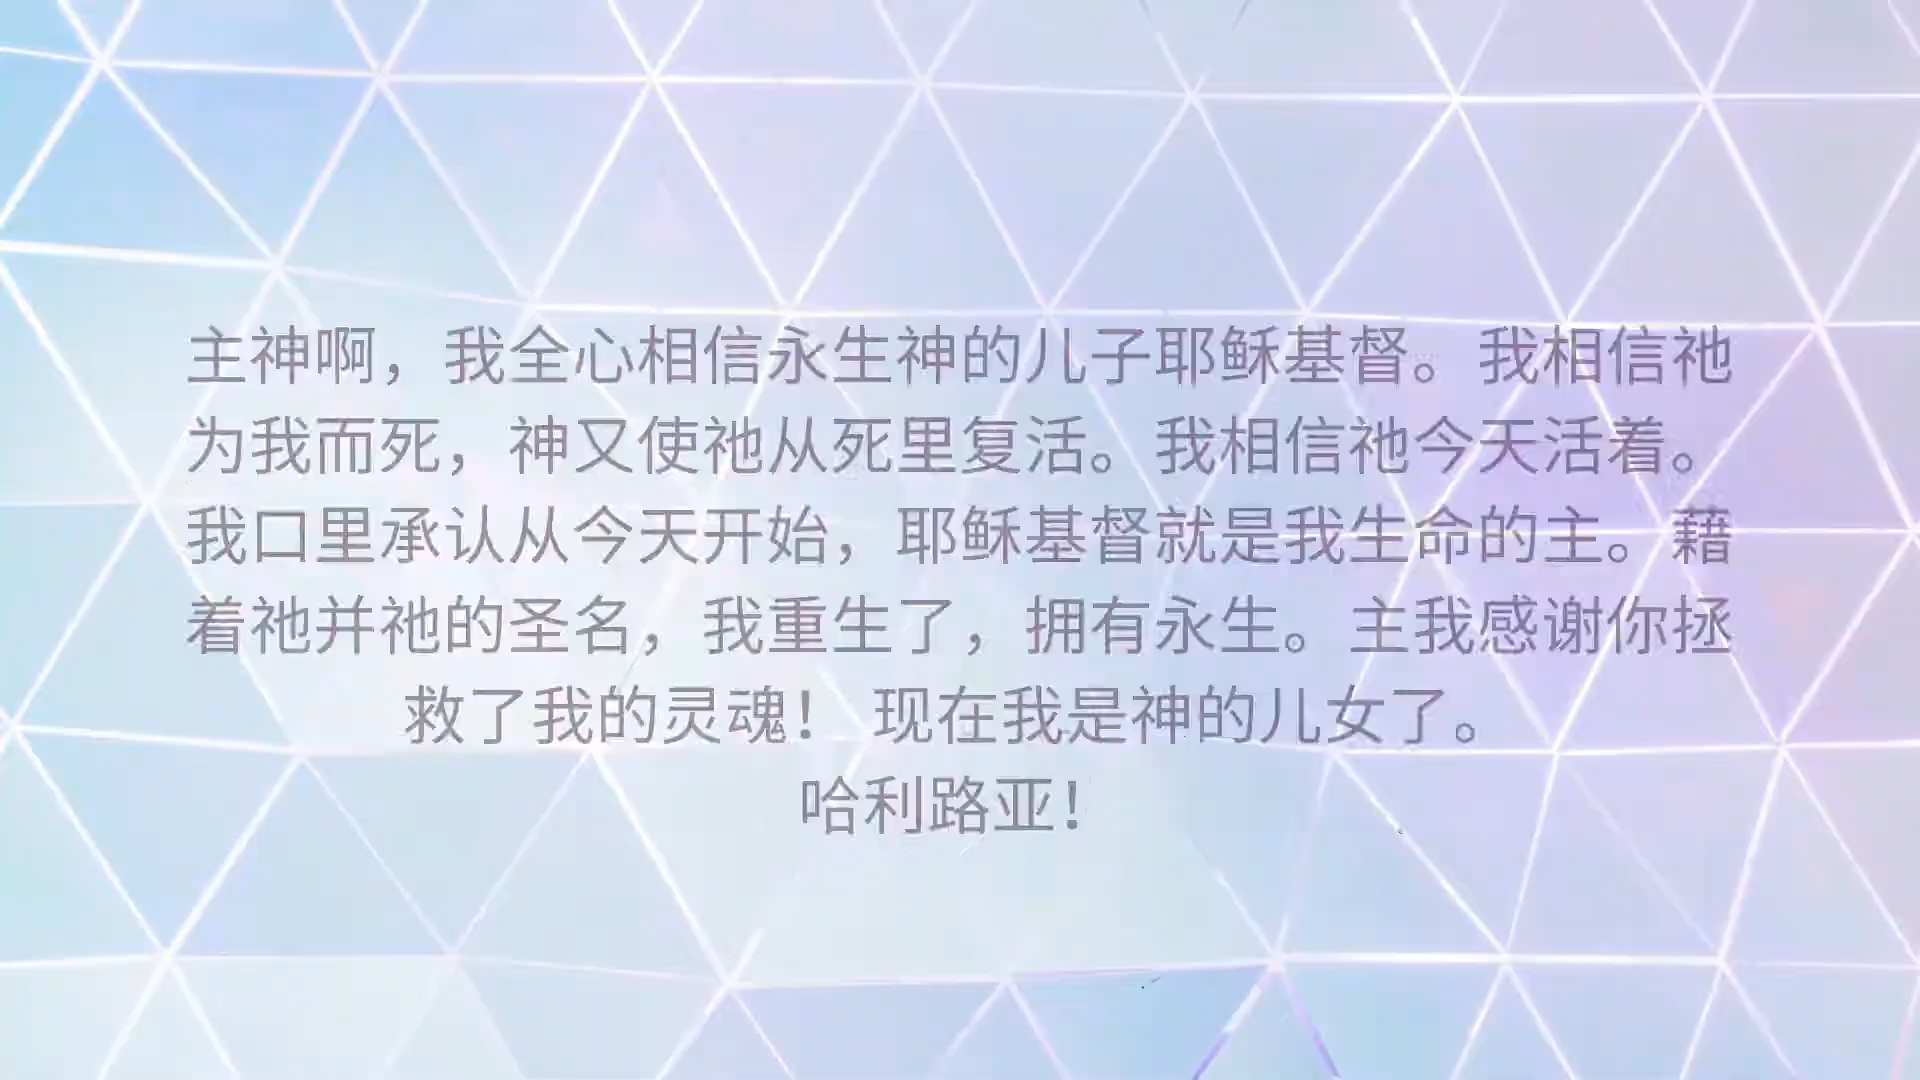 主神啊，我全心相信永生神的儿子耶稣基督。我相信祂
为我而死，神又使祂从死里复活。我相信祂今天活着。
我口里承认从今天开始，耶稣基督就是我生命的主。藉
着祂并祂的圣名，我重生了，拥有永生。主我感谢你拯
救了我的灵魂！ 现在我是神的儿女了。
哈利路亚！